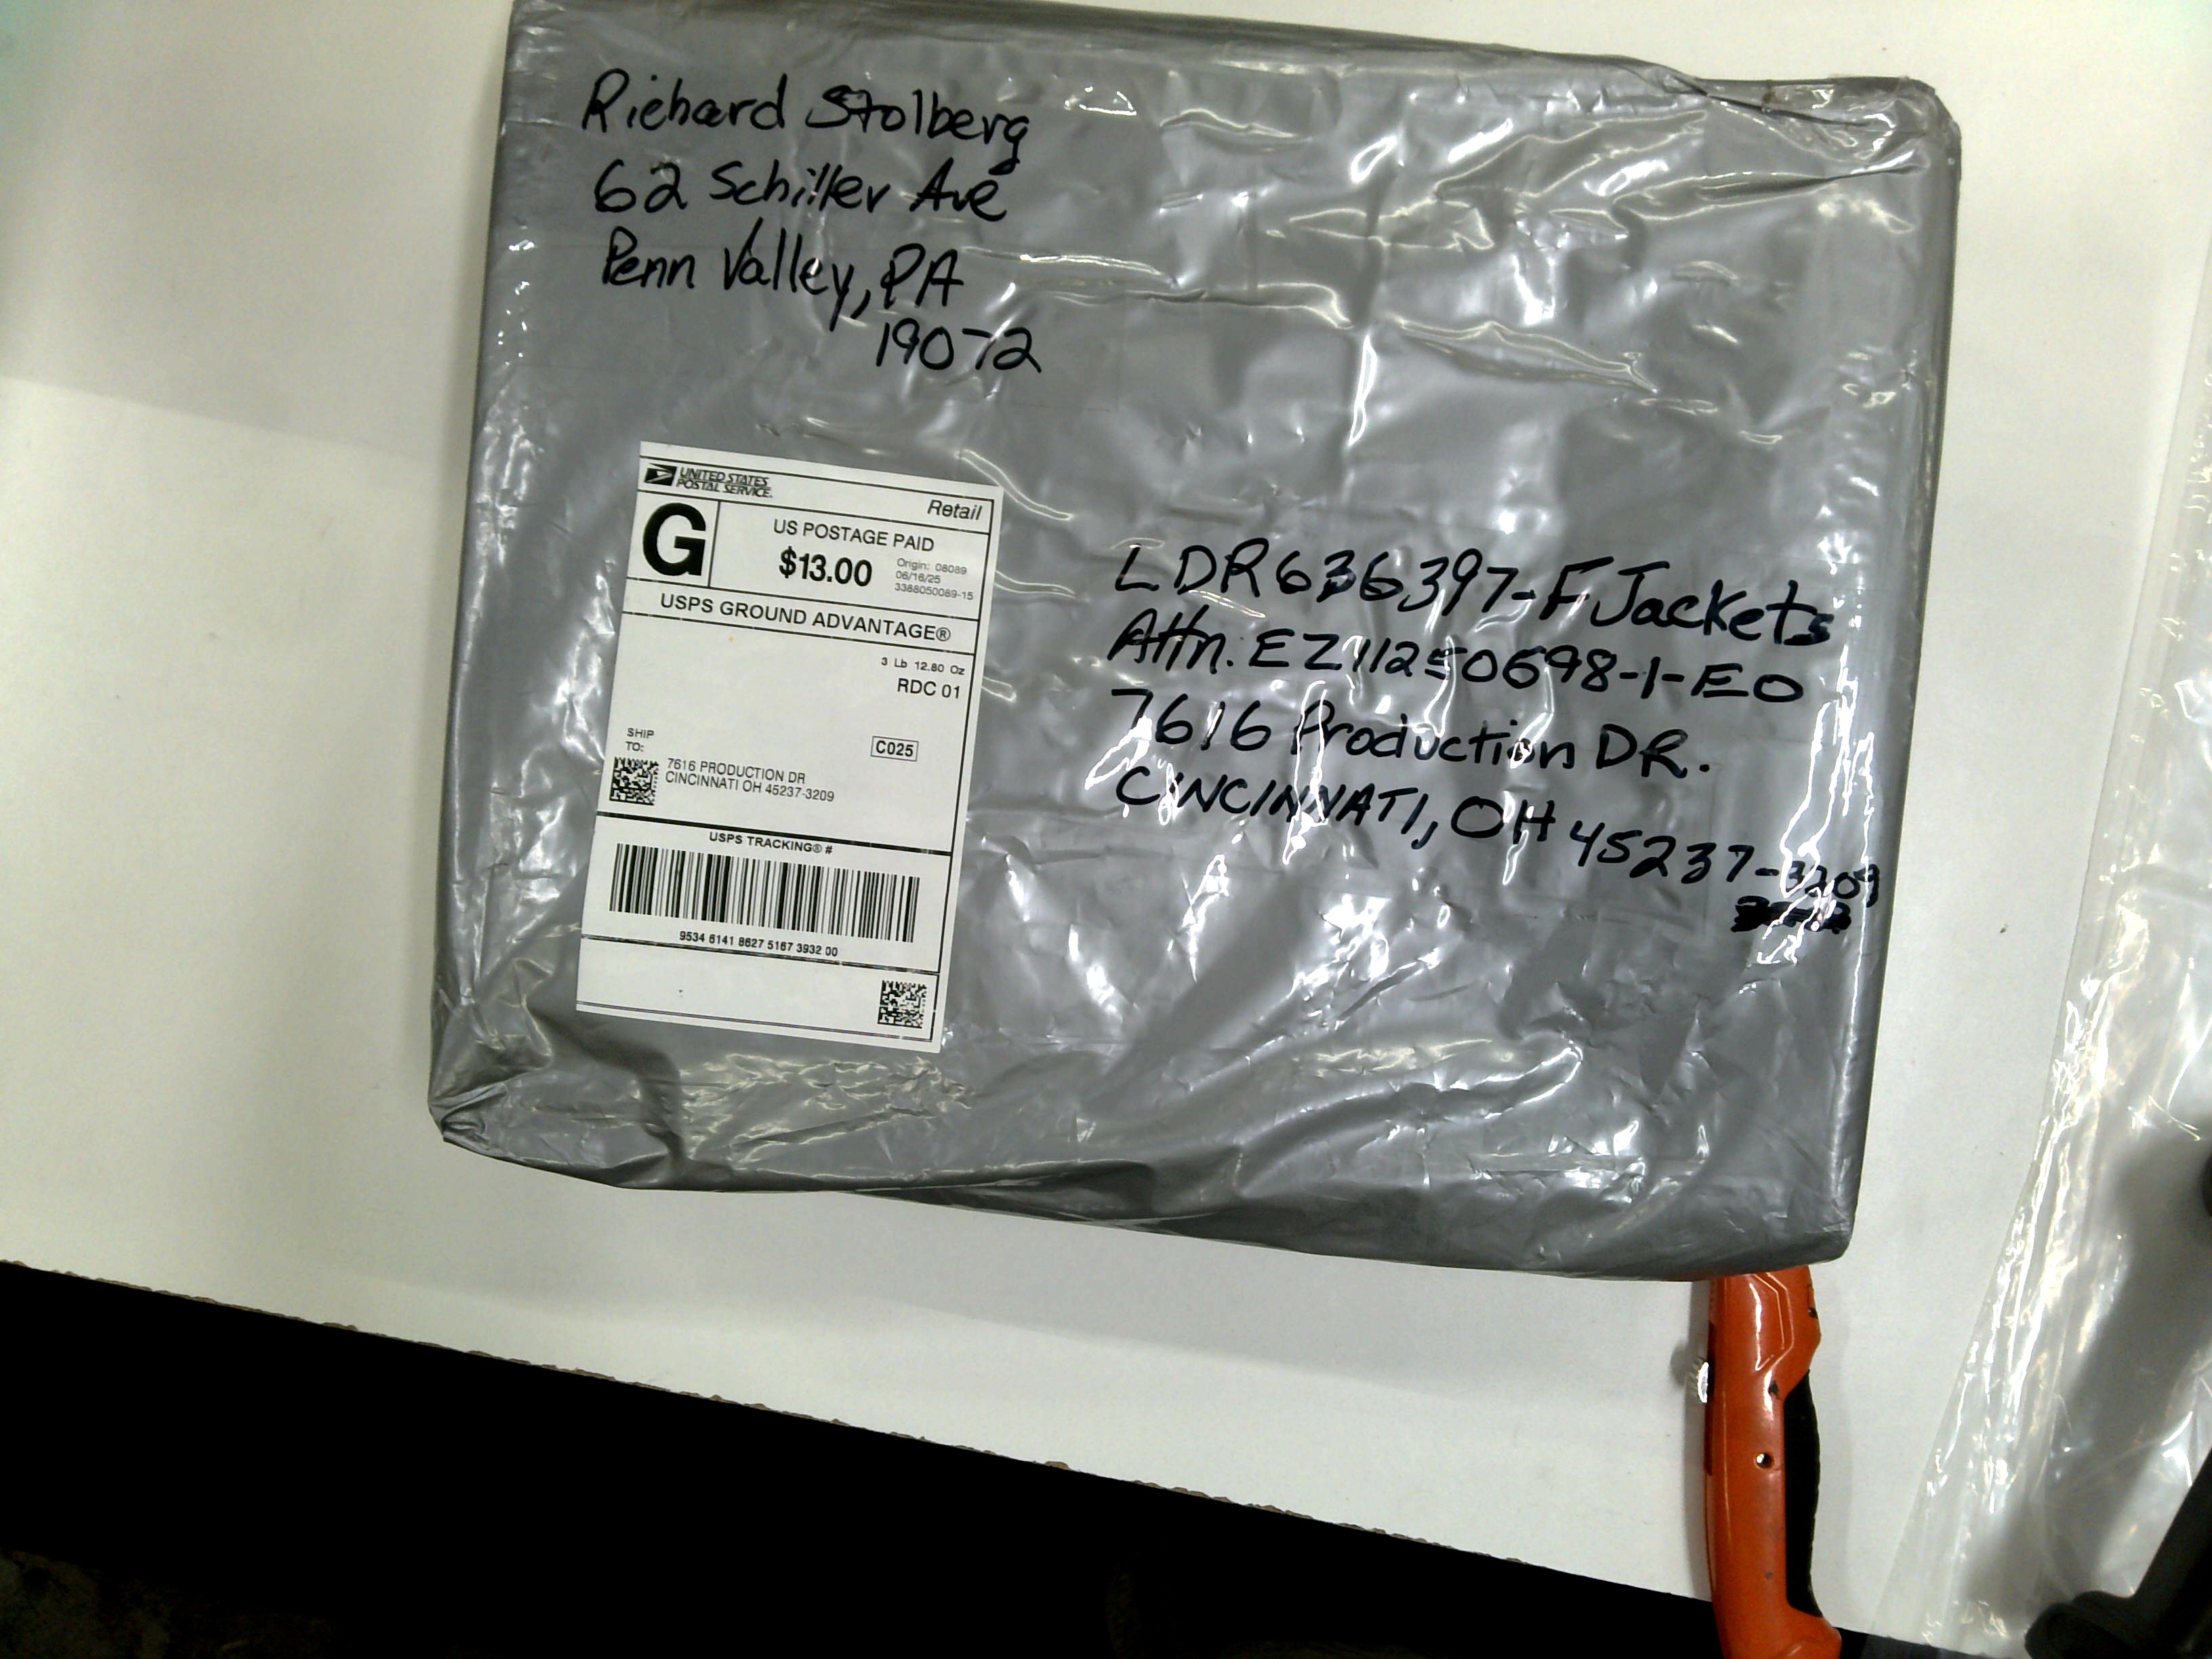 Richard Stolberg
62 Schiller Ave
Penn Valley, PA
19072
UNITED STATES
POSTAL SERVICE®
Retail
G
US POSTAGE PAID
$13.00
Origin: 08089
06/16/25
3388050089-15
USPS GROUND ADVANTAGE®
3 Lb 12.80 Oz
RDC 01
C025
SHIP
TO:
7616 PRODUCTION DR
CINCINNATI OH 45237-3209
USPS TRACKING® #
9534 6141 8627 5167 3932 00
LDR636397-FJackets
Attn: EZ11250698-1-EO
7616 Production DR.
CINCINNATI, OH 45237-3209